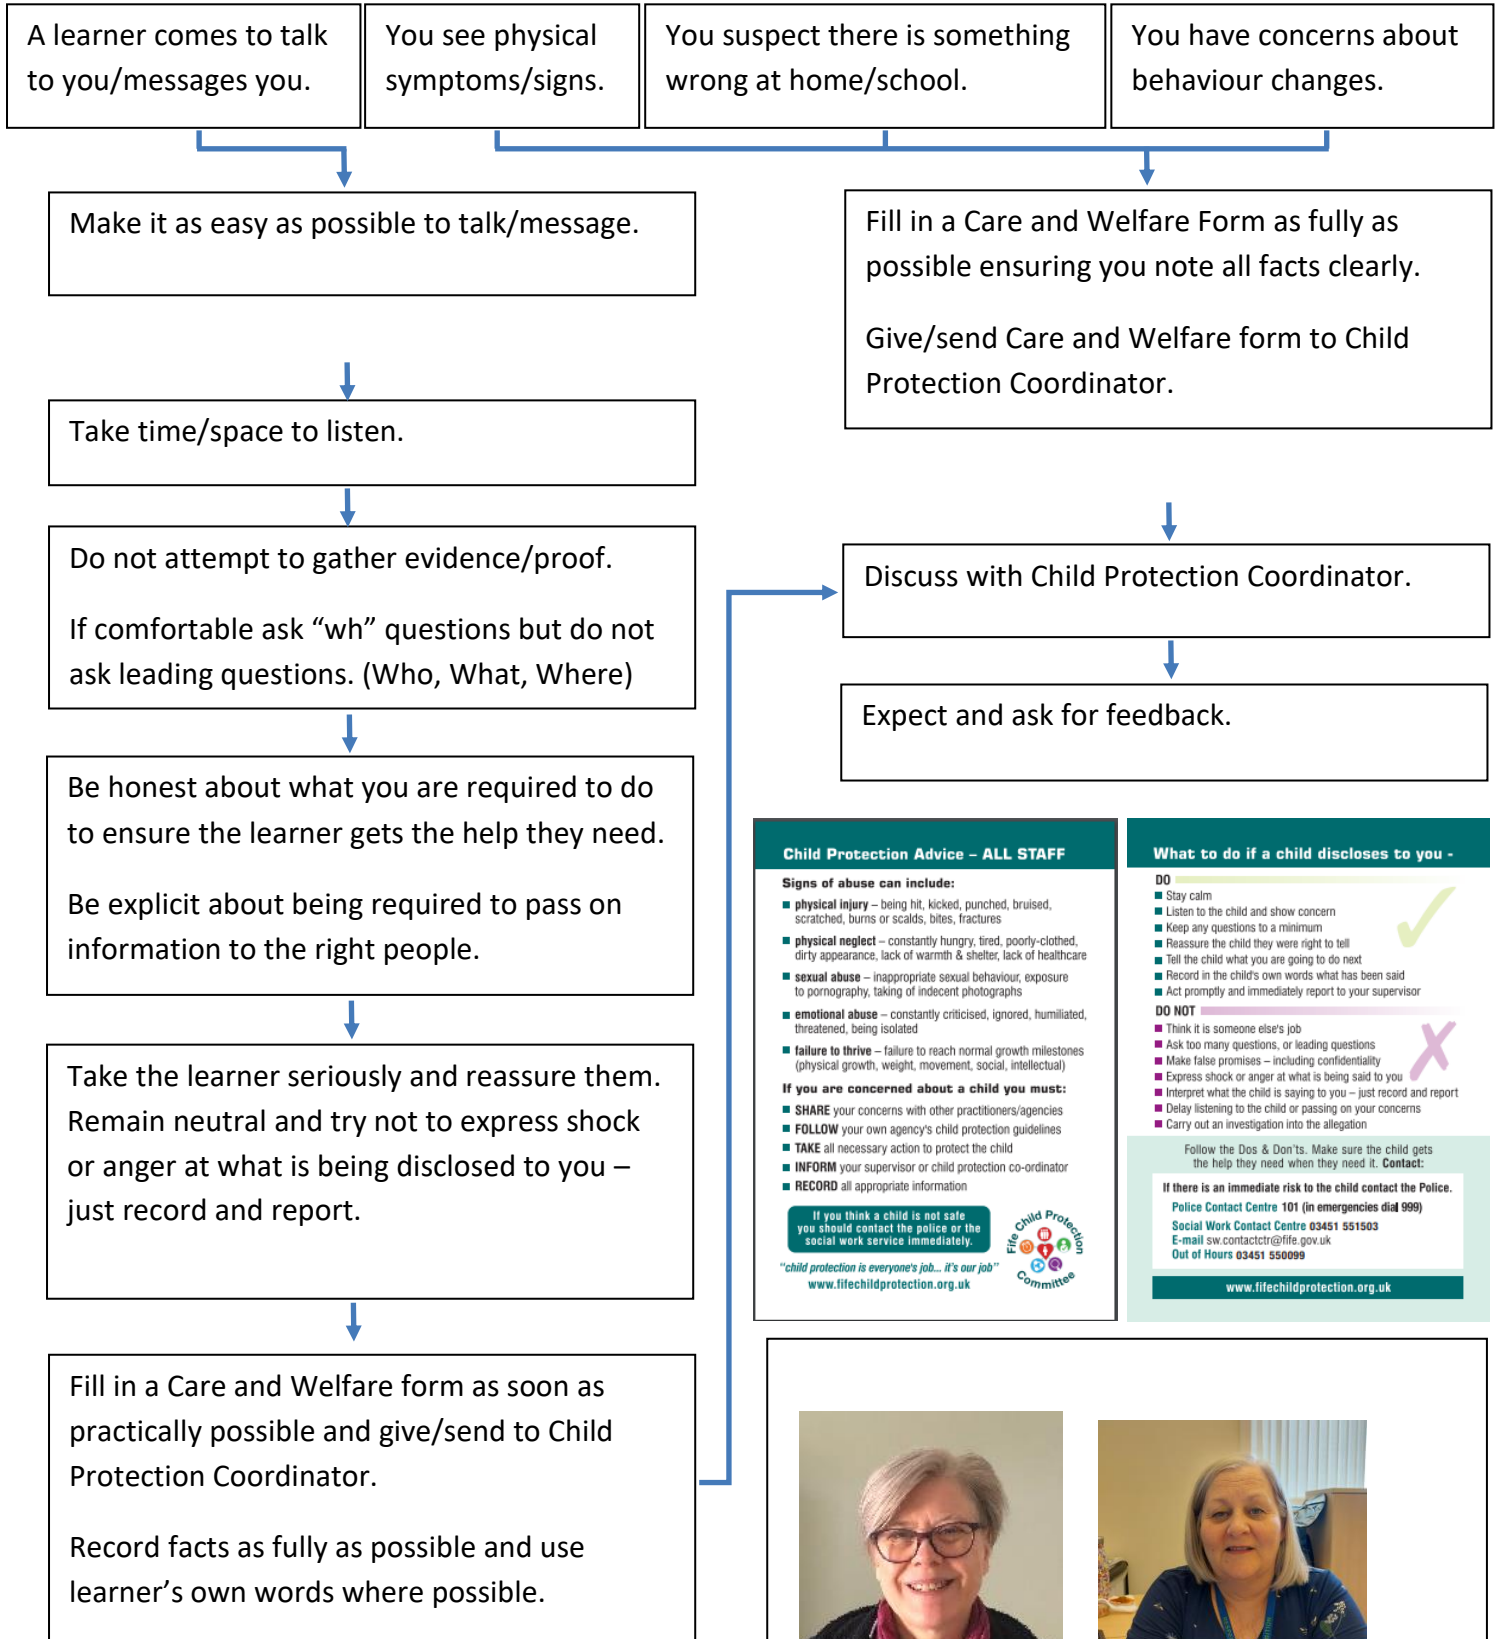 A learner comes to talk
to you/messages you.
You see physical
symptoms/signs.
You suspect there is something
wrong at home/school.
You have concerns about
behaviour changes.
Make it as easy as possible to talk/message.
Take time/space to listen.
Do not attempt to gather evidence/proof.
If comfortable ask “wh” questions but do not
ask leading questions. (Who, What, Where)
Be honest about what you are required to do
to ensure the learner gets the help they need.
Be explicit about being required to pass on
information to the right people.
Take the learner seriously and reassure them.
Remain neutral and try not to express shock
or anger at what is being disclosed to you –
just record and report.
Fill in a Care and Welfare form as soon as
practically possible and give/send to Child
Protection Coordinator.
Record facts as fully as possible and use
learner’s own words where possible.
Fill in a Care and Welfare Form as fully as
possible ensuring you note all facts clearly.
Give/send Care and Welfare form to Child
Protection Coordinator.
Discuss with Child Protection Coordinator.
Expect and ask for feedback.
Child Protection Advice – ALL STAFF
Signs of abuse can include:
physical injury – being hit, kicked, punched, bruised,
scratched, burns or scalds, bites, fractures
physical neglect – constantly hungry, tired, poorly-clothed,
dirty appearance, lack of warmth & shelter, lack of healthcare
sexual abuse – inappropriate sexual behaviour, exposure
to pornography, taking of indecent photographs
emotional abuse – constantly criticised, ignored, humiliated,
threatened, being isolated
failure to thrive – failure to reach normal growth milestones
(physical growth, weight, movement, social, intellectual)
If you are concerned about a child you must:
SHARE your concerns with other practitioners/agencies
FOLLOW your own agency's child protection guidelines
TAKE all necessary action to protect the child
INFORM your supervisor or child protection co-ordinator
RECORD all appropriate information
If you think a child is not safe
you should contact the police or the
social work service immediately.
"child protection is everyone's job... it's our job"
www.fifechildprotection.org.uk
Fife Child Protection Committee
What to do if a child discloses to you -
DO
Stay calm
Listen to the child and show concern
Keep any questions to a minimum
Reassure the child they were right to tell
Tell the child what you are going to do next
Record in the child's own words what has been said
Act promptly and immediately report to your supervisor
DO NOT
Think it is someone else's job
Ask too many questions, or leading questions
Make false promises – including confidentiality
Express shock or anger at what is being said to you
Interpret what the child is saying to you – just record and report
Delay listening to the child or passing on your concerns
Carry out an investigation into the allegation
Follow the Dos & Don'ts. Make sure the child gets
the help they need when they need it. Contact:
If there is an immediate risk to the child contact the Police.
Police Contact Centre 101 (in emergencies dial 999)
Social Work Contact Centre 03451 551503
E-mail sw.contactctr@fife.gov.uk
Out of Hours 03451 550099
www.fifechildprotection.org.uk